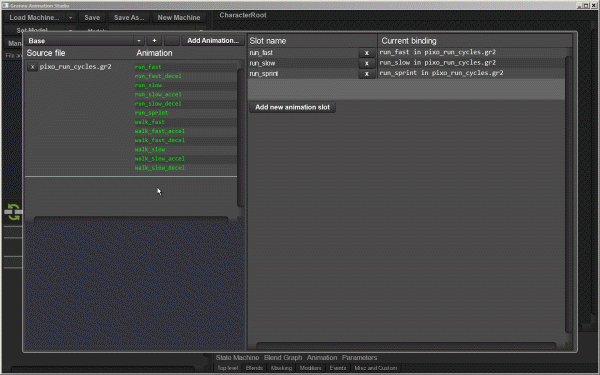 Granny Animation Studio
Load Machine... Save Save As... New Machine CharacterRoot
Set Model
Base + Add Animation...
Source file Animation
x pixo_run_cycles.gr2
run_fast
run_fast_decel
run_slow
run_slow_accel
run_slow_decel
run_sprint
walk_fast
walk_fast_accel
walk_fast_decel
walk_slow
walk_slow_accel
walk_slow_decel
Slot name Current binding
run_fast x run_fast in pixo_run_cycles.gr2
run_slow x run_slow in pixo_run_cycles.gr2
run_sprint x run_sprint in pixo_run_cycles.gr2
Add new animation slot
State Machine Blend Graph Animation Parameters
Top level Blends Masking Modifiers Events Misc and Custom